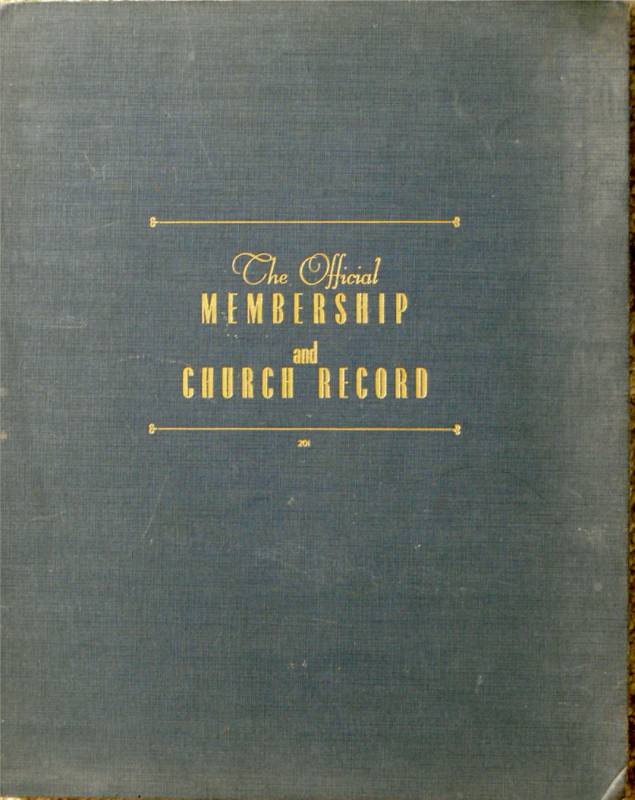 The Official
MEMBERSHIP
and
CHURCH RECORD
201